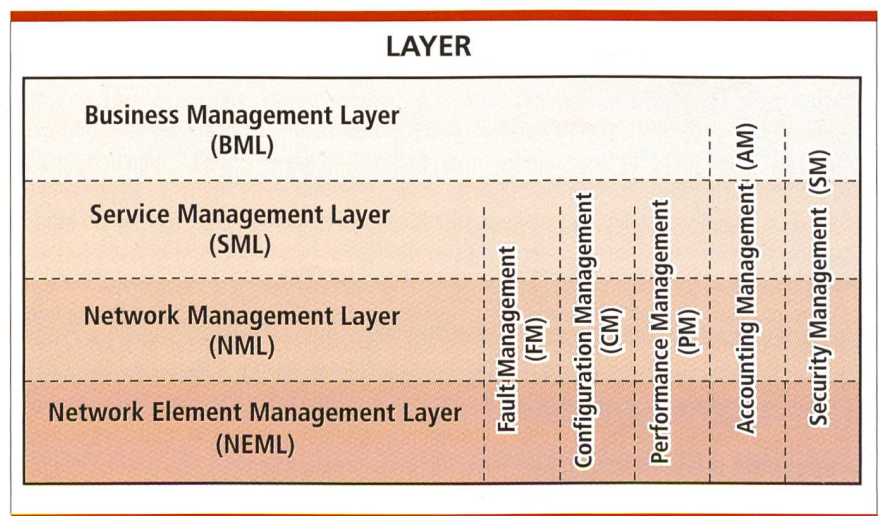 LAYER
Business Management Layer
(BML)
Service Management Layer
(SML)
Network Management Layer
(NML)
Network Element Management Layer
(NEML)
Fault Management
(FM)
Configuration Management
(CM)
Performance Management
(PM)
Accounting Management (AM)
Security Management (SM)